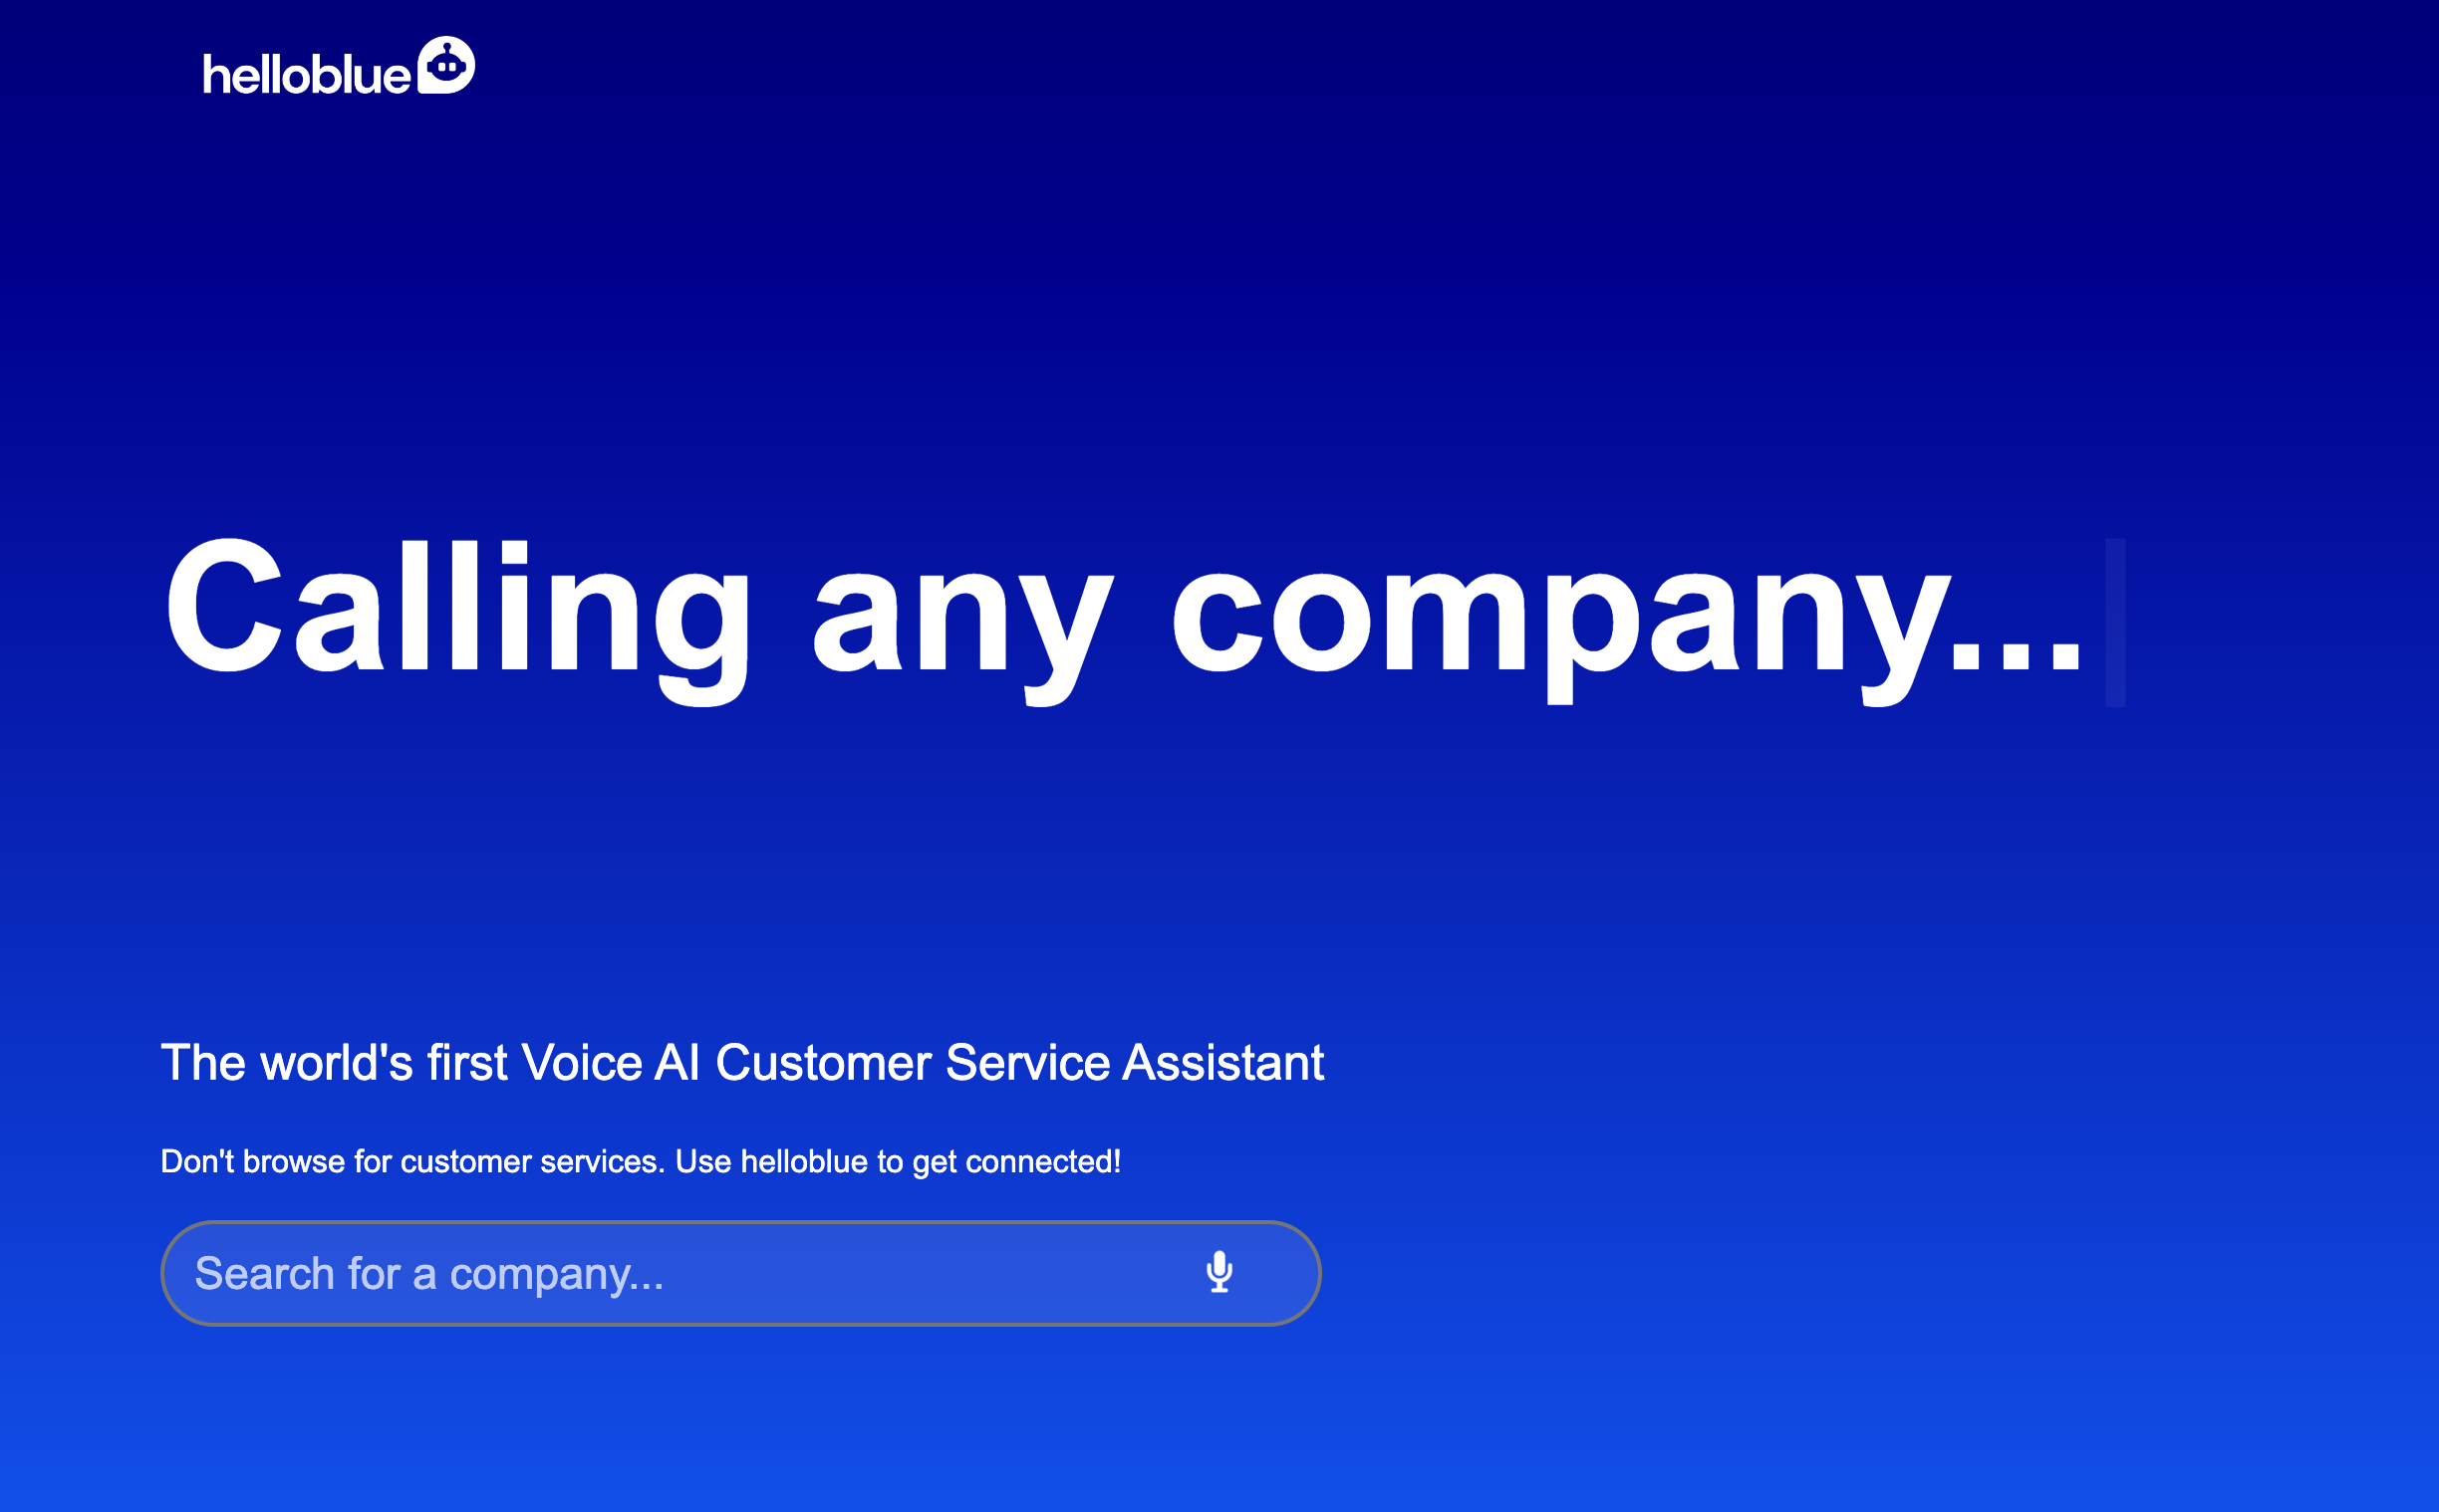 helloblue
Calling any company...
The world's first Voice AI Customer Service Assistant
Don't browse for customer services. Use helloblue to get connected!
Search for a company...